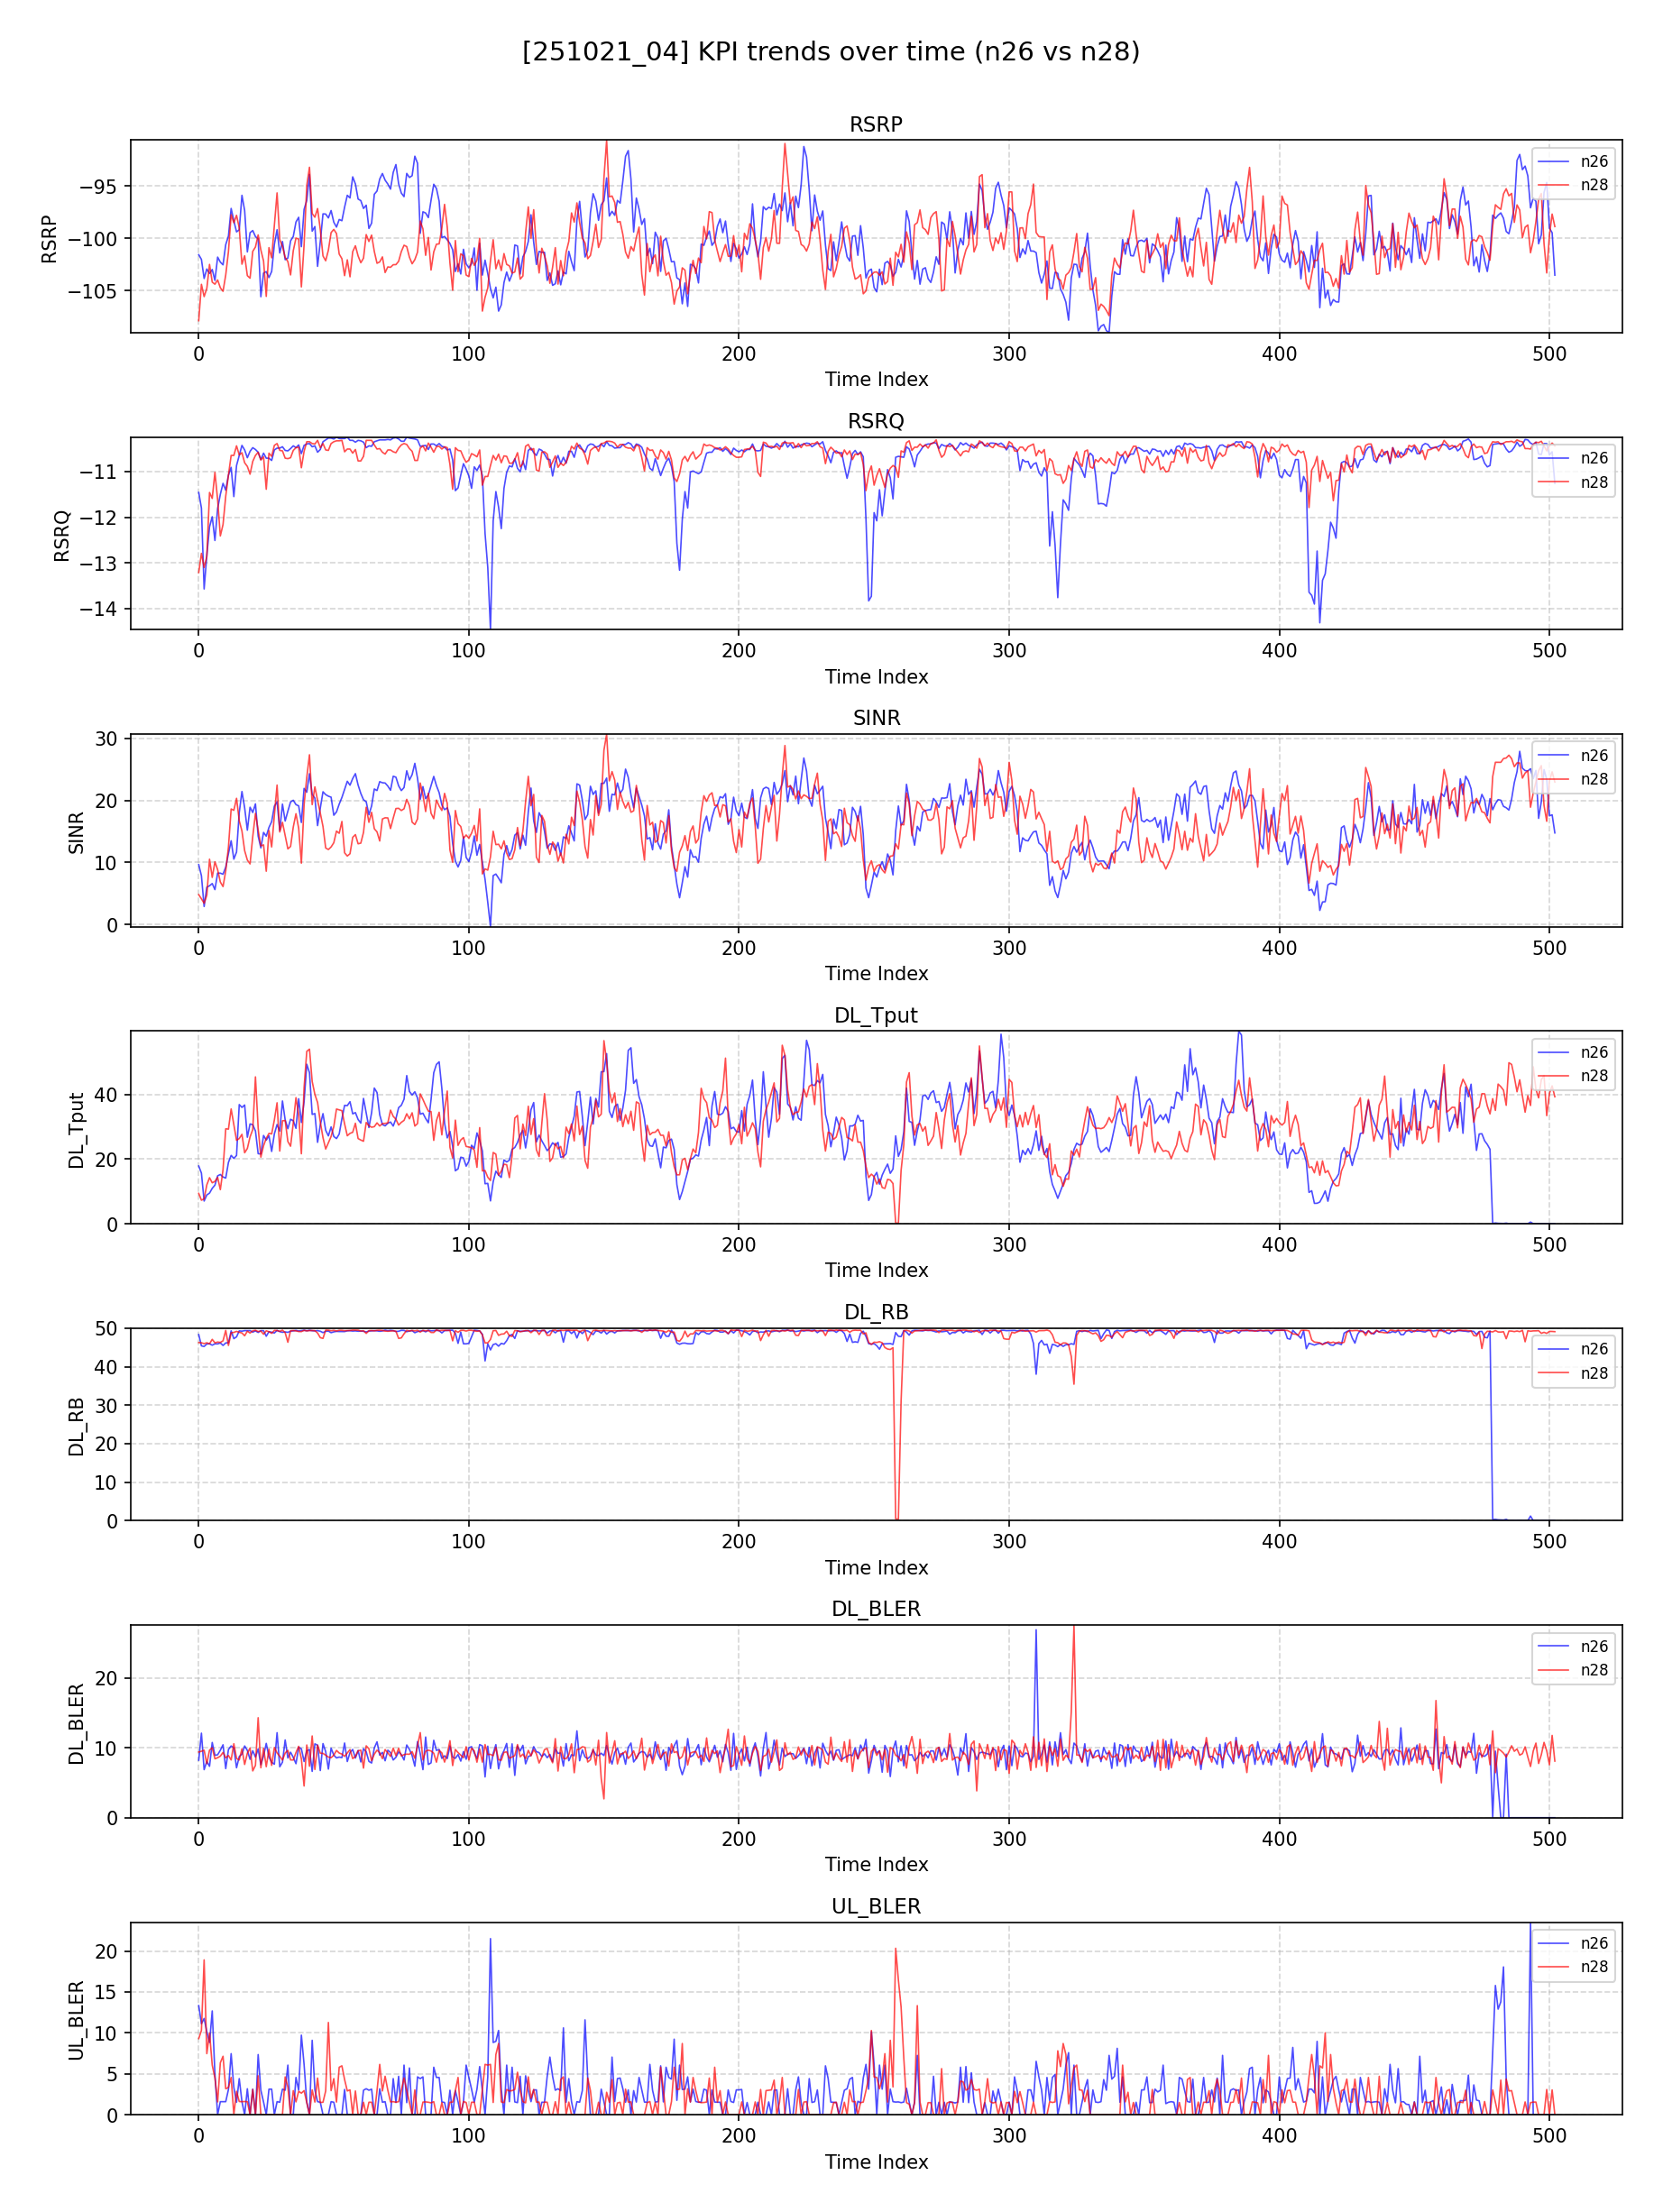 [251021_04] KPI trends over time (n26 vs n28)
RSRP
RSRP
−95
−100
−105
n26
n28
0 100 200 300 400 500
Time Index
RSRQ
RSRQ
−11
−12
−13
−14
n26
n28
0 100 200 300 400 500
Time Index
SINR
SINR
30
20
10
0
n26
n28
0 100 200 300 400 500
Time Index
DL_Tput
DL_Tput
40
20
0
n26
n28
0 100 200 300 400 500
Time Index
DL_RB
DL_RB
50
40
30
20
10
0
n26
n28
0 100 200 300 400 500
Time Index
DL_BLER
DL_BLER
20
10
0
n26
n28
0 100 200 300 400 500
Time Index
UL_BLER
UL_BLER
20
15
10
5
0
n26
n28
0 100 200 300 400 500
Time Index